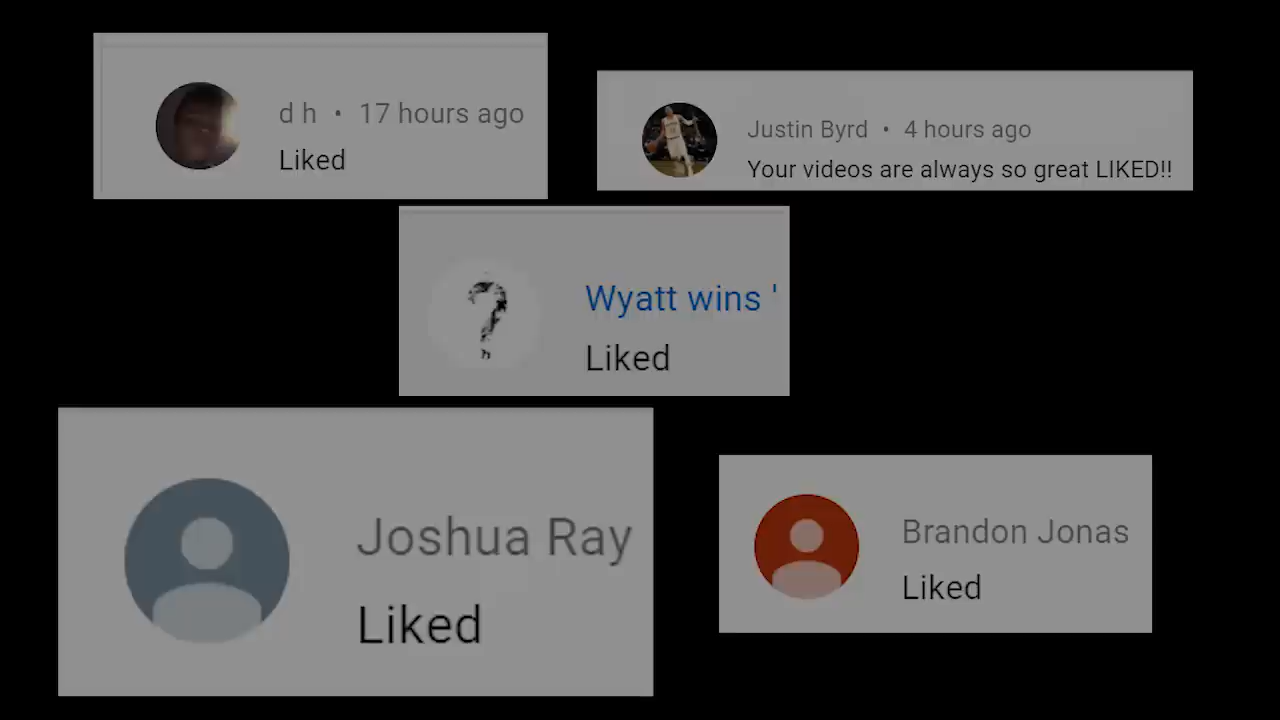 d h • 17 hours ago
Liked
Justin Byrd • 4 hours ago
Your videos are always so great LIKED!!
Wyatt wins '
Liked
Joshua Ray
Liked
Brandon Jonas
Liked